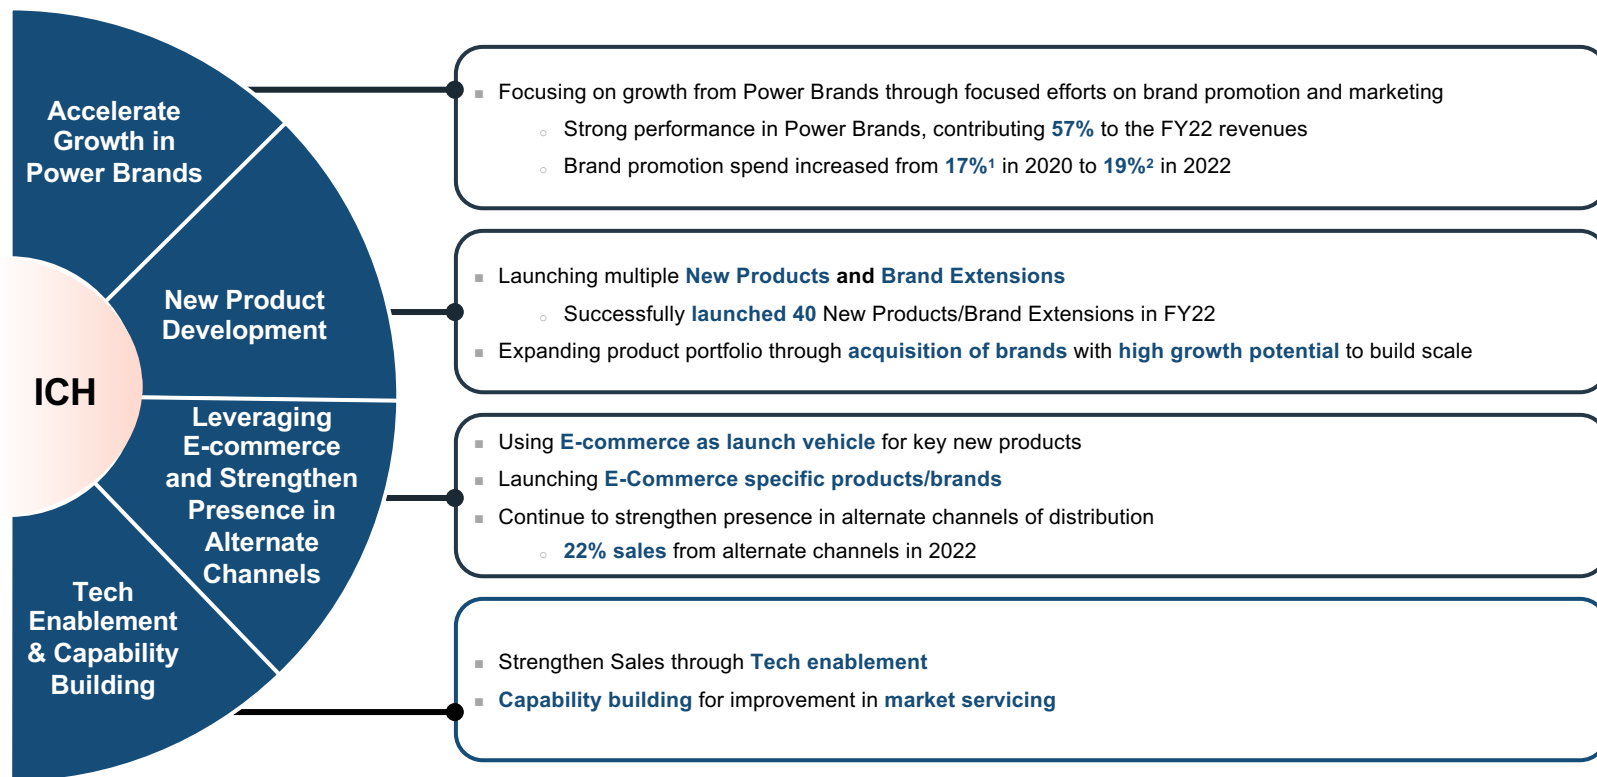 Accelerate
Growth in
Power Brands
■ Focusing on growth from Power Brands through focused efforts on brand promotion and marketing
○ Strong performance in Power Brands, contributing 57% to the FY22 revenues
○ Brand promotion spend increased from 17%¹ in 2020 to 19%² in 2022
New Product
Development
■ Launching multiple New Products and Brand Extensions
○ Successfully launched 40 New Products/Brand Extensions in FY22
■ Expanding product portfolio through acquisition of brands with high growth potential to build scale
ICH
Leveraging
E-commerce
and Strengthen
Presence in
Alternate
Channels
■ Using E-commerce as launch vehicle for key new products
■ Launching E-Commerce specific products/brands
■ Continue to strengthen presence in alternate channels of distribution
○ 22% sales from alternate channels in 2022
Tech
Enablement
& Capability
Building
■ Strengthen Sales through Tech enablement
■ Capability building for improvement in market servicing